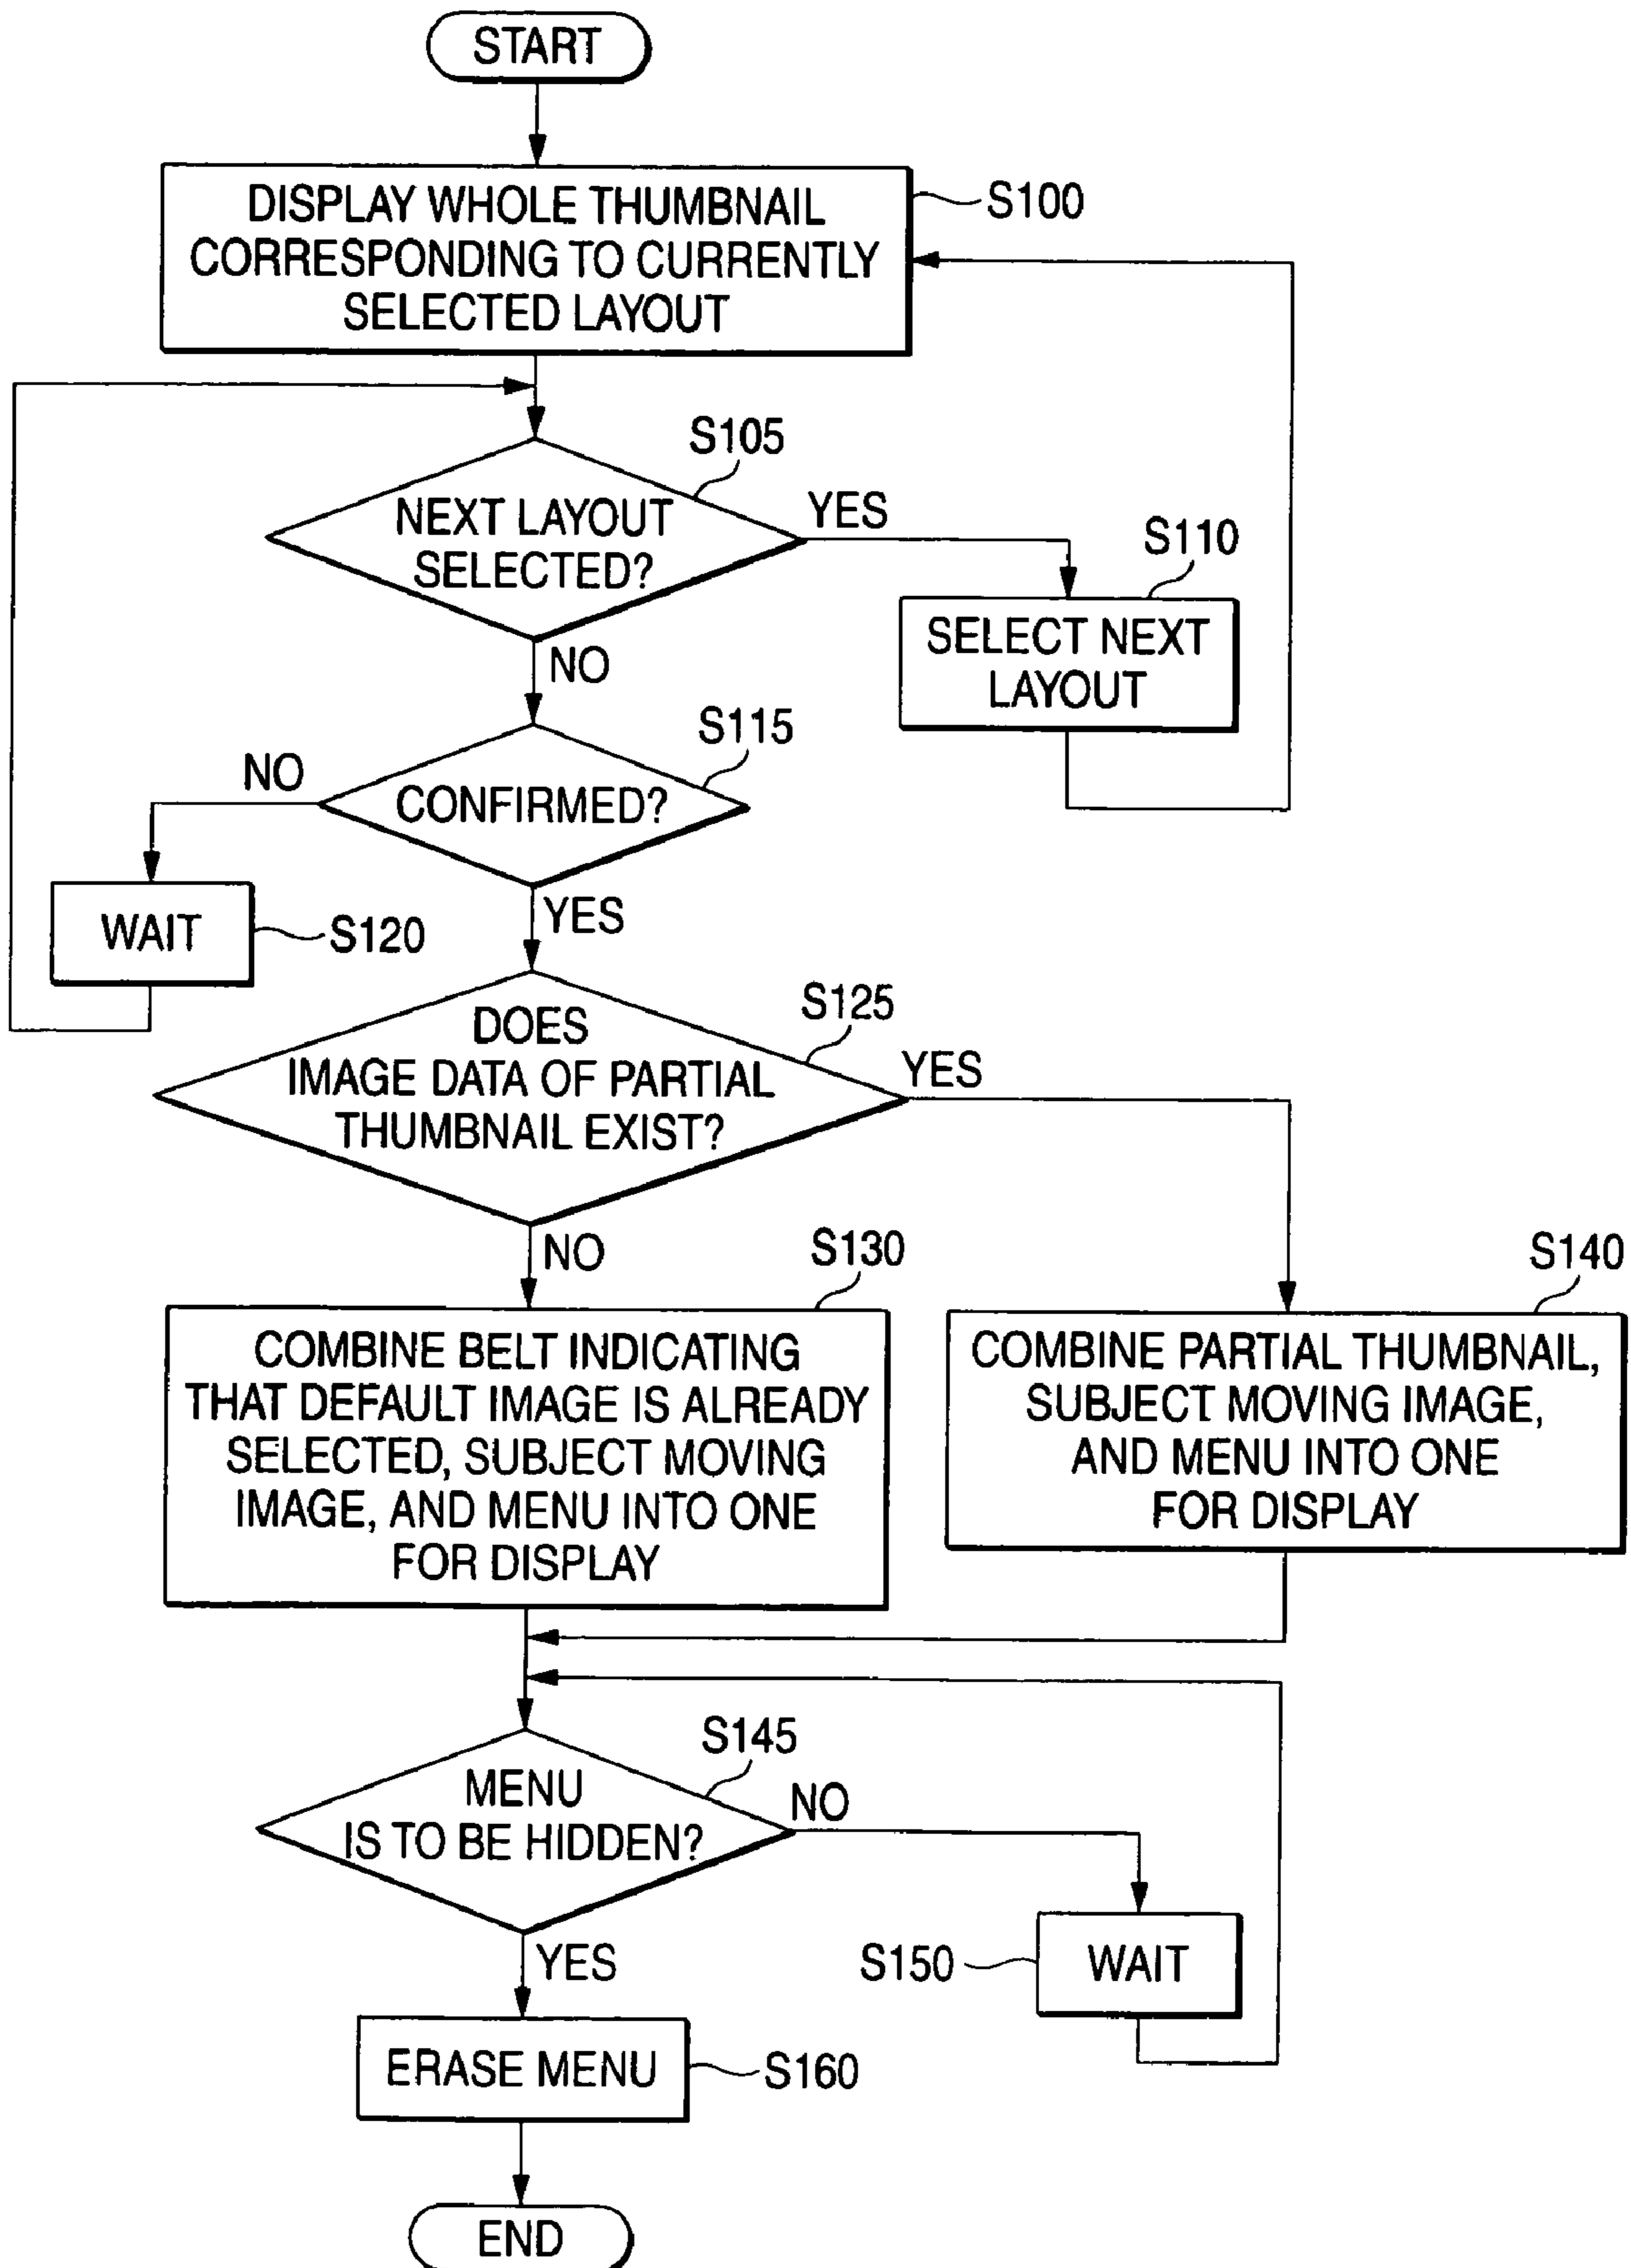 START
DISPLAY WHOLE THUMBNAIL
CORRESPONDING TO CURRENTLY
SELECTED LAYOUT
S100
S105
NEXT LAYOUT
SELECTED?
YES
S110
SELECT NEXT
LAYOUT
NO
S115
CONFIRMED?
NO
WAIT
S120
YES
S125
DOES
IMAGE DATA OF PARTIAL
THUMBNAIL EXIST?
YES
NO
S130
COMBINE BELT INDICATING
THAT DEFAULT IMAGE IS ALREADY
SELECTED, SUBJECT MOVING
IMAGE, AND MENU INTO ONE
FOR DISPLAY
S140
COMBINE PARTIAL THUMBNAIL,
SUBJECT MOVING IMAGE,
AND MENU INTO ONE
FOR DISPLAY
S145
MENU
IS TO BE HIDDEN?
NO
S150
WAIT
YES
ERASE MENU
S160
END